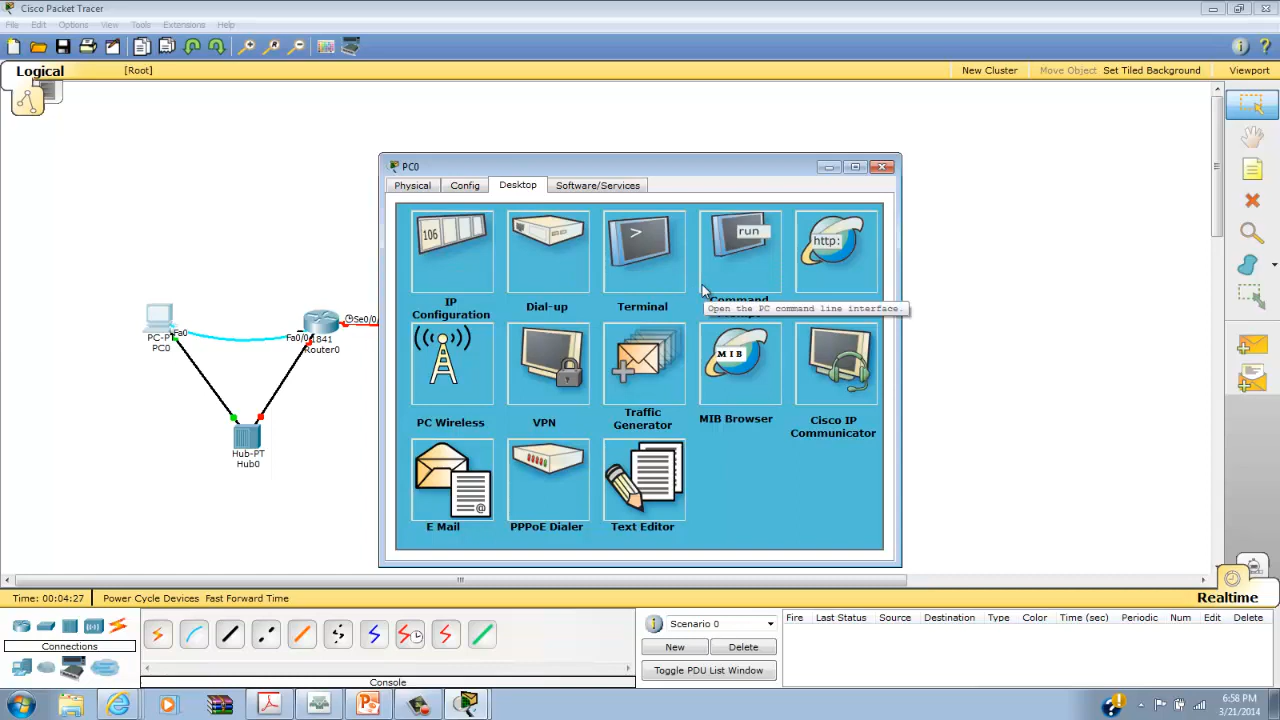 Cisco Packet Tracer
File Edit Options View Tools Extensions Help
Logical
[Root]
New Cluster
Move Object
Set Tiled Background
Viewport
PC0
Physical
Config
Desktop
Software/Services
106
>
run
http:
IP
Configuration
Dial-up
Terminal
Command
Open the PC command line interface.
MIB
PC Wireless
VPN
Traffic
Generator
MIB Browser
Cisco IP
Communicator
@
E Mail
PPPoE Dialer
Text Editor
PC-PT
PC0
Fa0
Fa0/0
1841
Router0
Se0/0/
Hub-PT
Hub0
Time: 00:04:27
Power Cycle Devices Fast Forward Time
Realtime
Connections
Console
Scenario 0
New
Delete
Toggle PDU List Window
Fire Last Status Source Destination Type Color Time (sec) Periodic Num Edit Delete
6:58 PM
3/21/2014